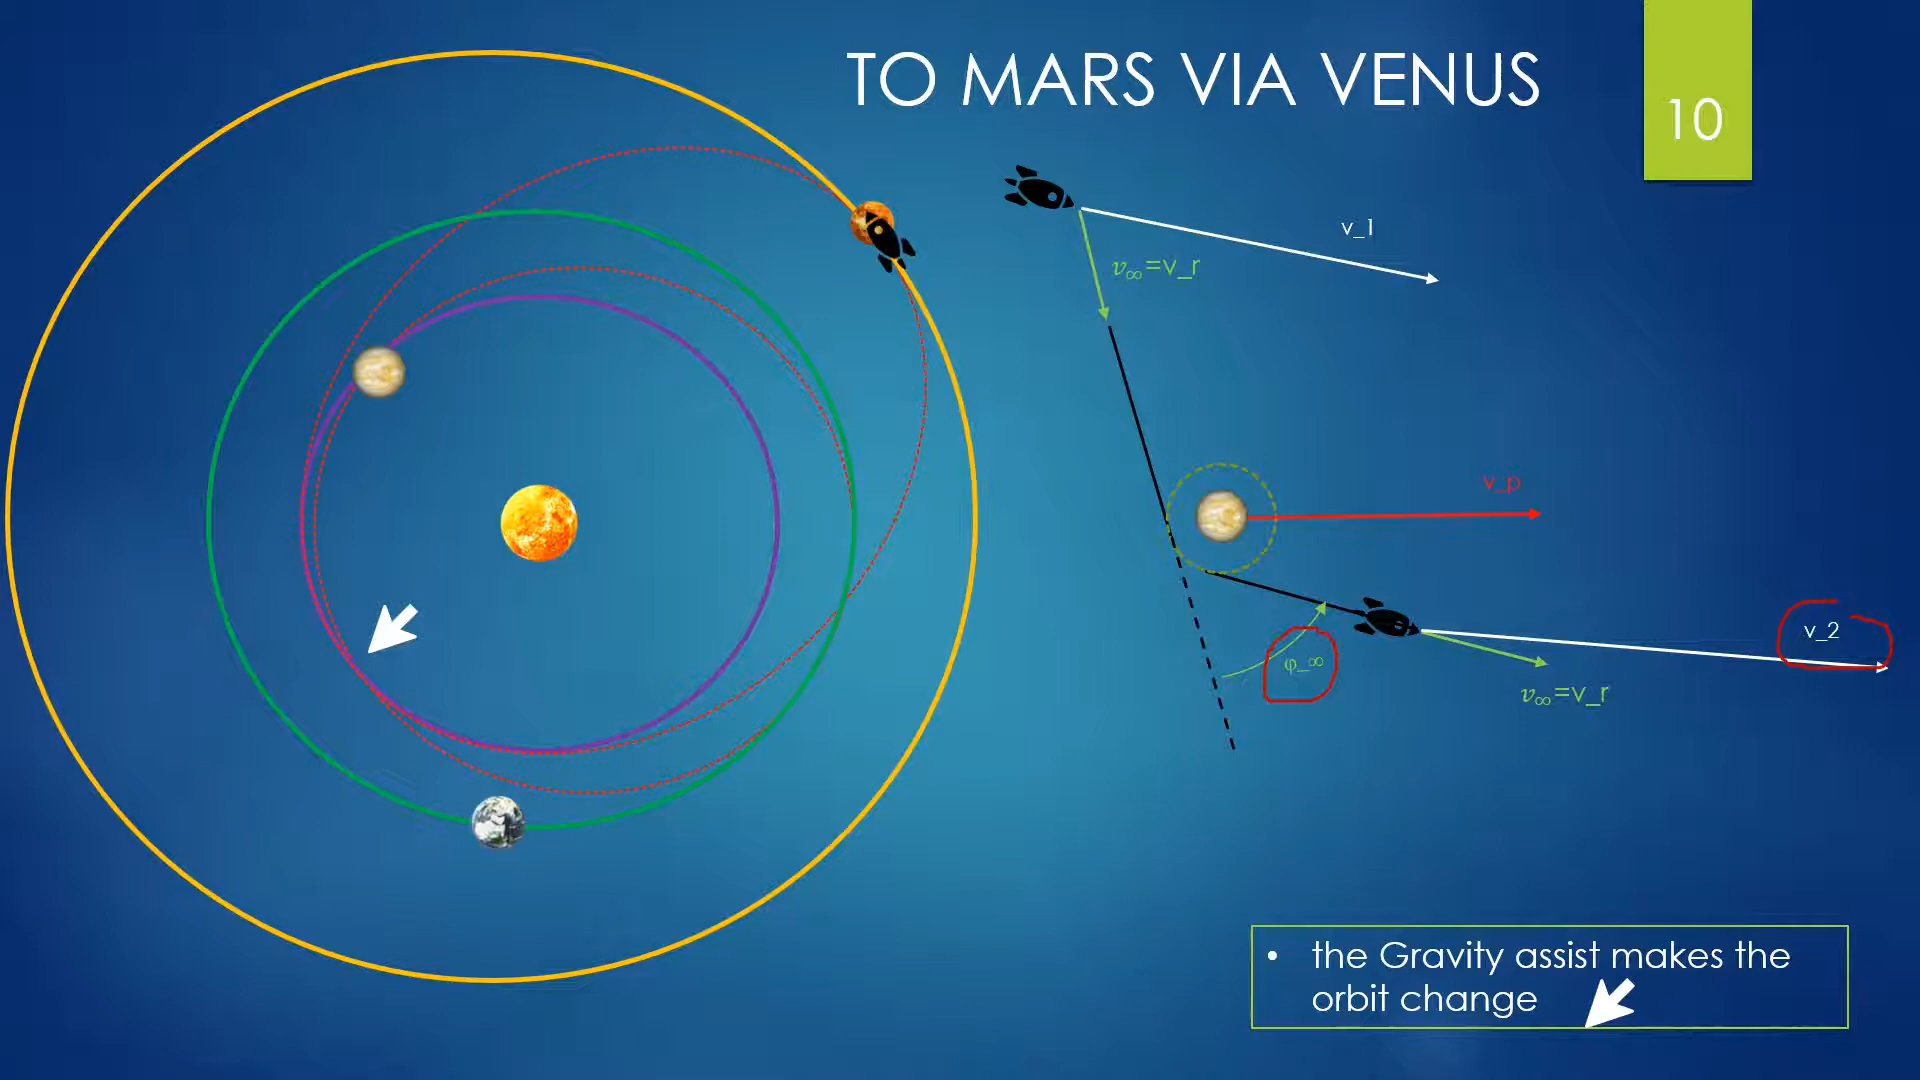 TO MARS VIA VENUS
10
v_1
v∞=v_r
v_p
v_2
φ_∞
v∞=v_r
• the Gravity assist makes the
orbit change